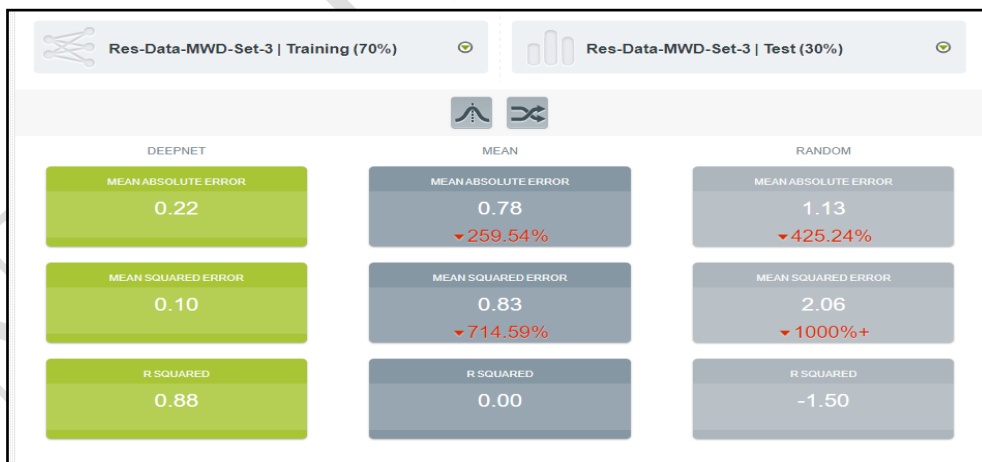 Res-Data-MWD-Set-3 | Training (70%)
Res-Data-MWD-Set-3 | Test (30%)
DEEPNET
MEAN
RANDOM
MEAN ABSOLUTE ERROR
0.22
MEAN ABSOLUTE ERROR
0.78
259.54%
MEAN ABSOLUTE ERROR
1.13
425.24%
MEAN SQUARED ERROR
0.10
MEAN SQUARED ERROR
0.83
714.59%
MEAN SQUARED ERROR
2.06
1000%+
R SQUARED
0.88
R SQUARED
0.00
R SQUARED
-1.50